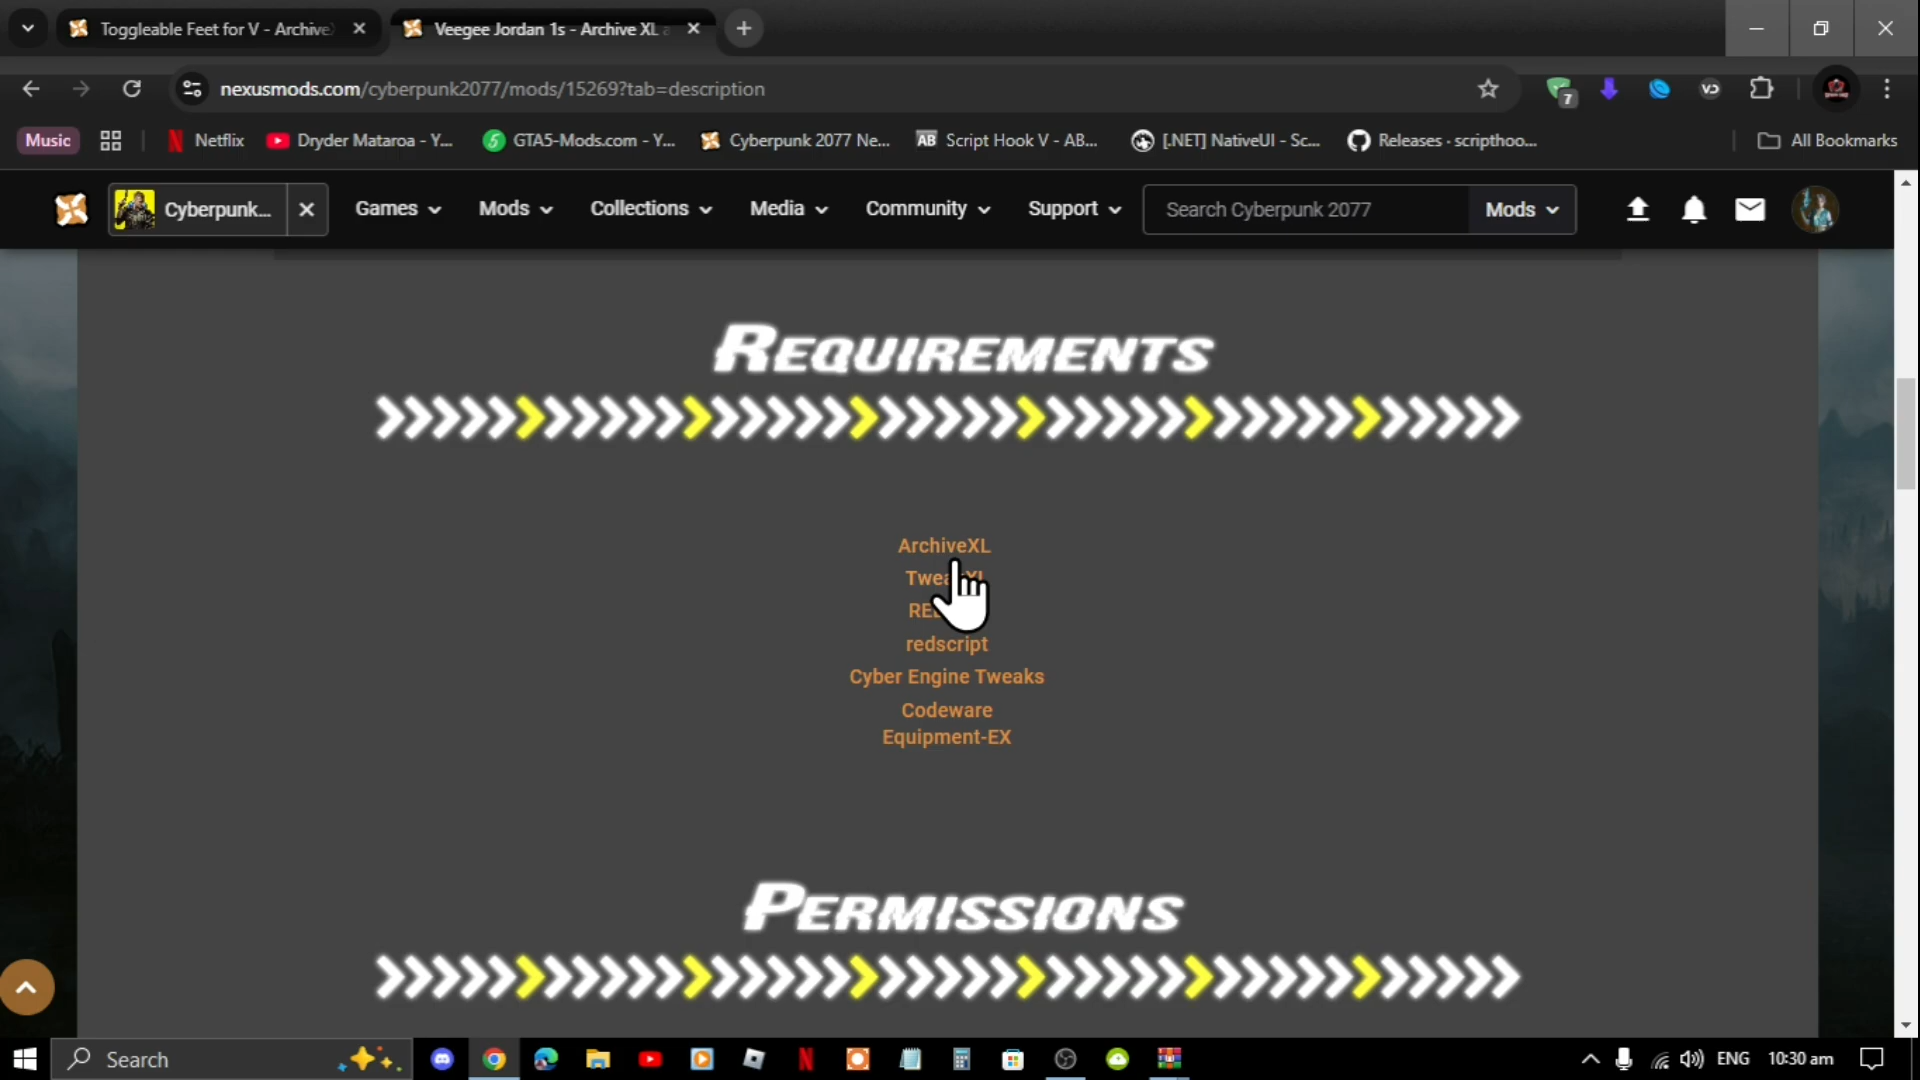 Toggleable Feet for V - Archive
Veegee Jordan 1s - Archive XL a
nexusmods.com/cyberpunk2077/mods/15269?tab=description
7
VD
Music
Netflix
Dryder Mataroa - Y...
GTA5-Mods.com - Y...
Cyberpunk 2077 Ne...
AB
Script Hook V - AB...
[.NET] NativeUI - Sc...
Releases · scripthoo...
All Bookmarks
Cyberpunk...
Games
Mods
Collections
Media
Community
Support
Search Cyberpunk 2077
Mods
REQUIREMENTS
ArchiveXL
redscript
Cyber Engine Tweaks
Codeware
Equipment-EX
PERMISSIONS
Search
ENG
10:30 am